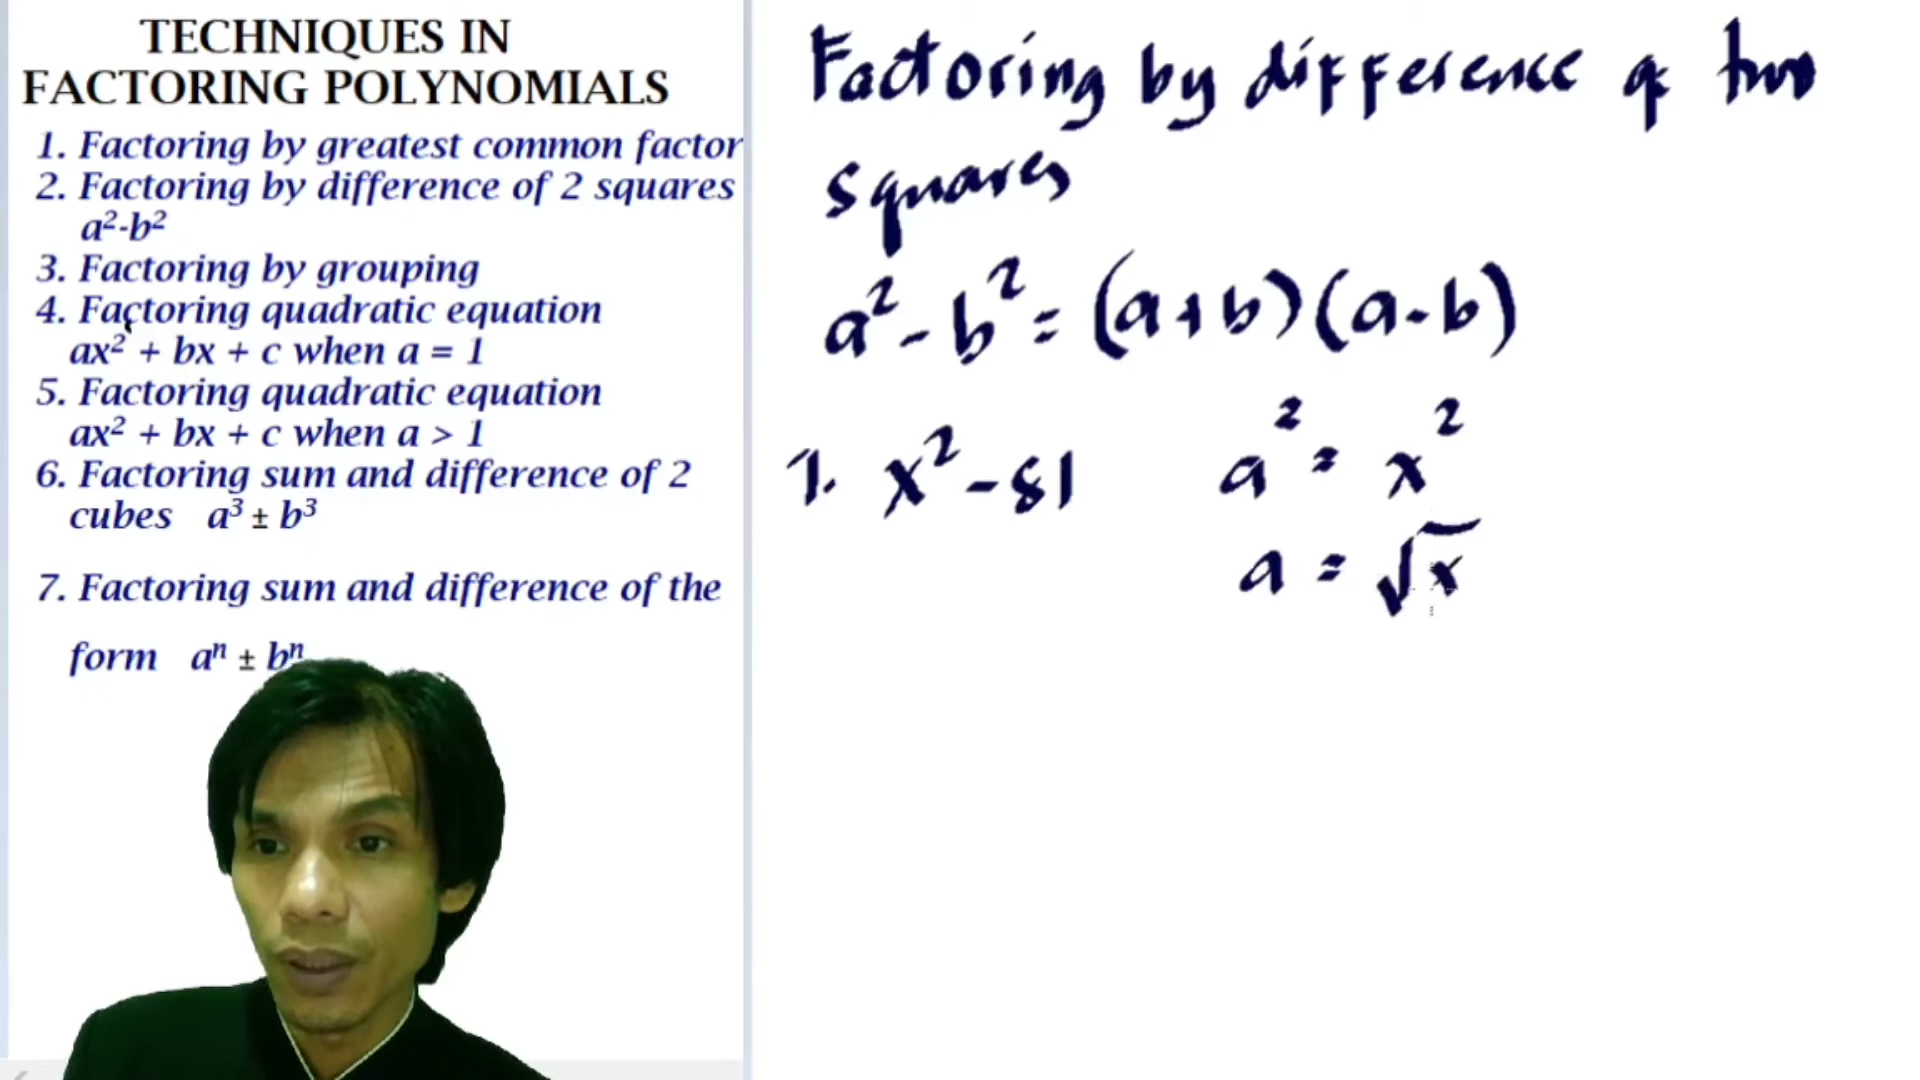 TECHNIQUES IN
FACTORING POLYNOMIALS
1. Factoring by greatest common factor
2. Factoring by difference of 2 squares
a²-b²
3. Factoring by grouping
4. Factoring quadratic equation
ax² + bx + c when a = 1
5. Factoring quadratic equation
ax² + bx + c when a > 1
6. Factoring sum and difference of 2
cubes a³ ± b³
7. Factoring sum and difference of the
form aⁿ ± bⁿ
Factoring by difference of two
squares
a² - b² = (a+b)(a-b)
1. x² - 81
a² = x²
a = √x